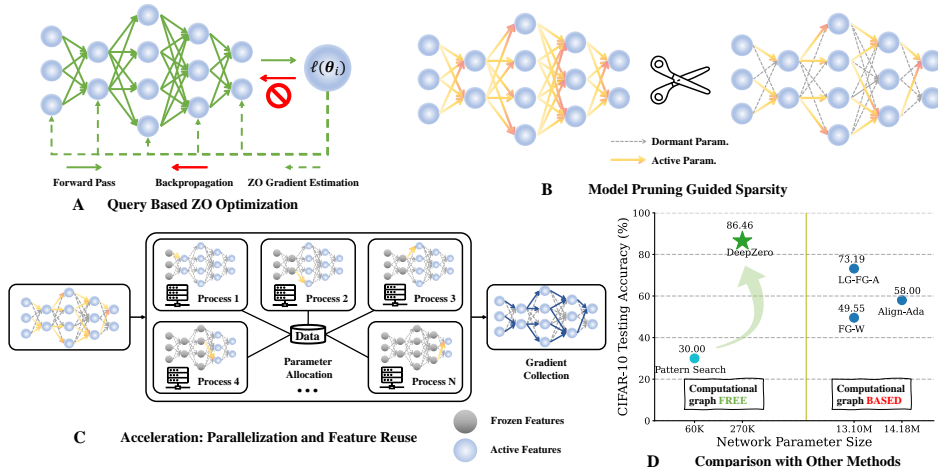 ℓ(θᵢ)
Forward Pass
Backpropagation
ZO Gradient Estimation
A Query Based ZO Optimization
Dormant Param.
Active Param.
B Model Pruning Guided Sparsity
Process 1
Process 2
Process 3
Data
Process 4
Parameter
Allocation
•••
Process N
Gradient
Collection
C Acceleration: Parallelization and Feature Reuse
Frozen Features
Active Features
CIFAR-10 Testing Accuracy (%)
100
80
60
40
20
0
86.46
DeepZero
73.19
LG-FG-A
58.00
Align-Ada
49.55
FG-W
30.00
Pattern Search
Computational
graph FREE
Computational
graph BASED
60K
270K
13.10M
14.18M
Network Parameter Size
D Comparison with Other Methods